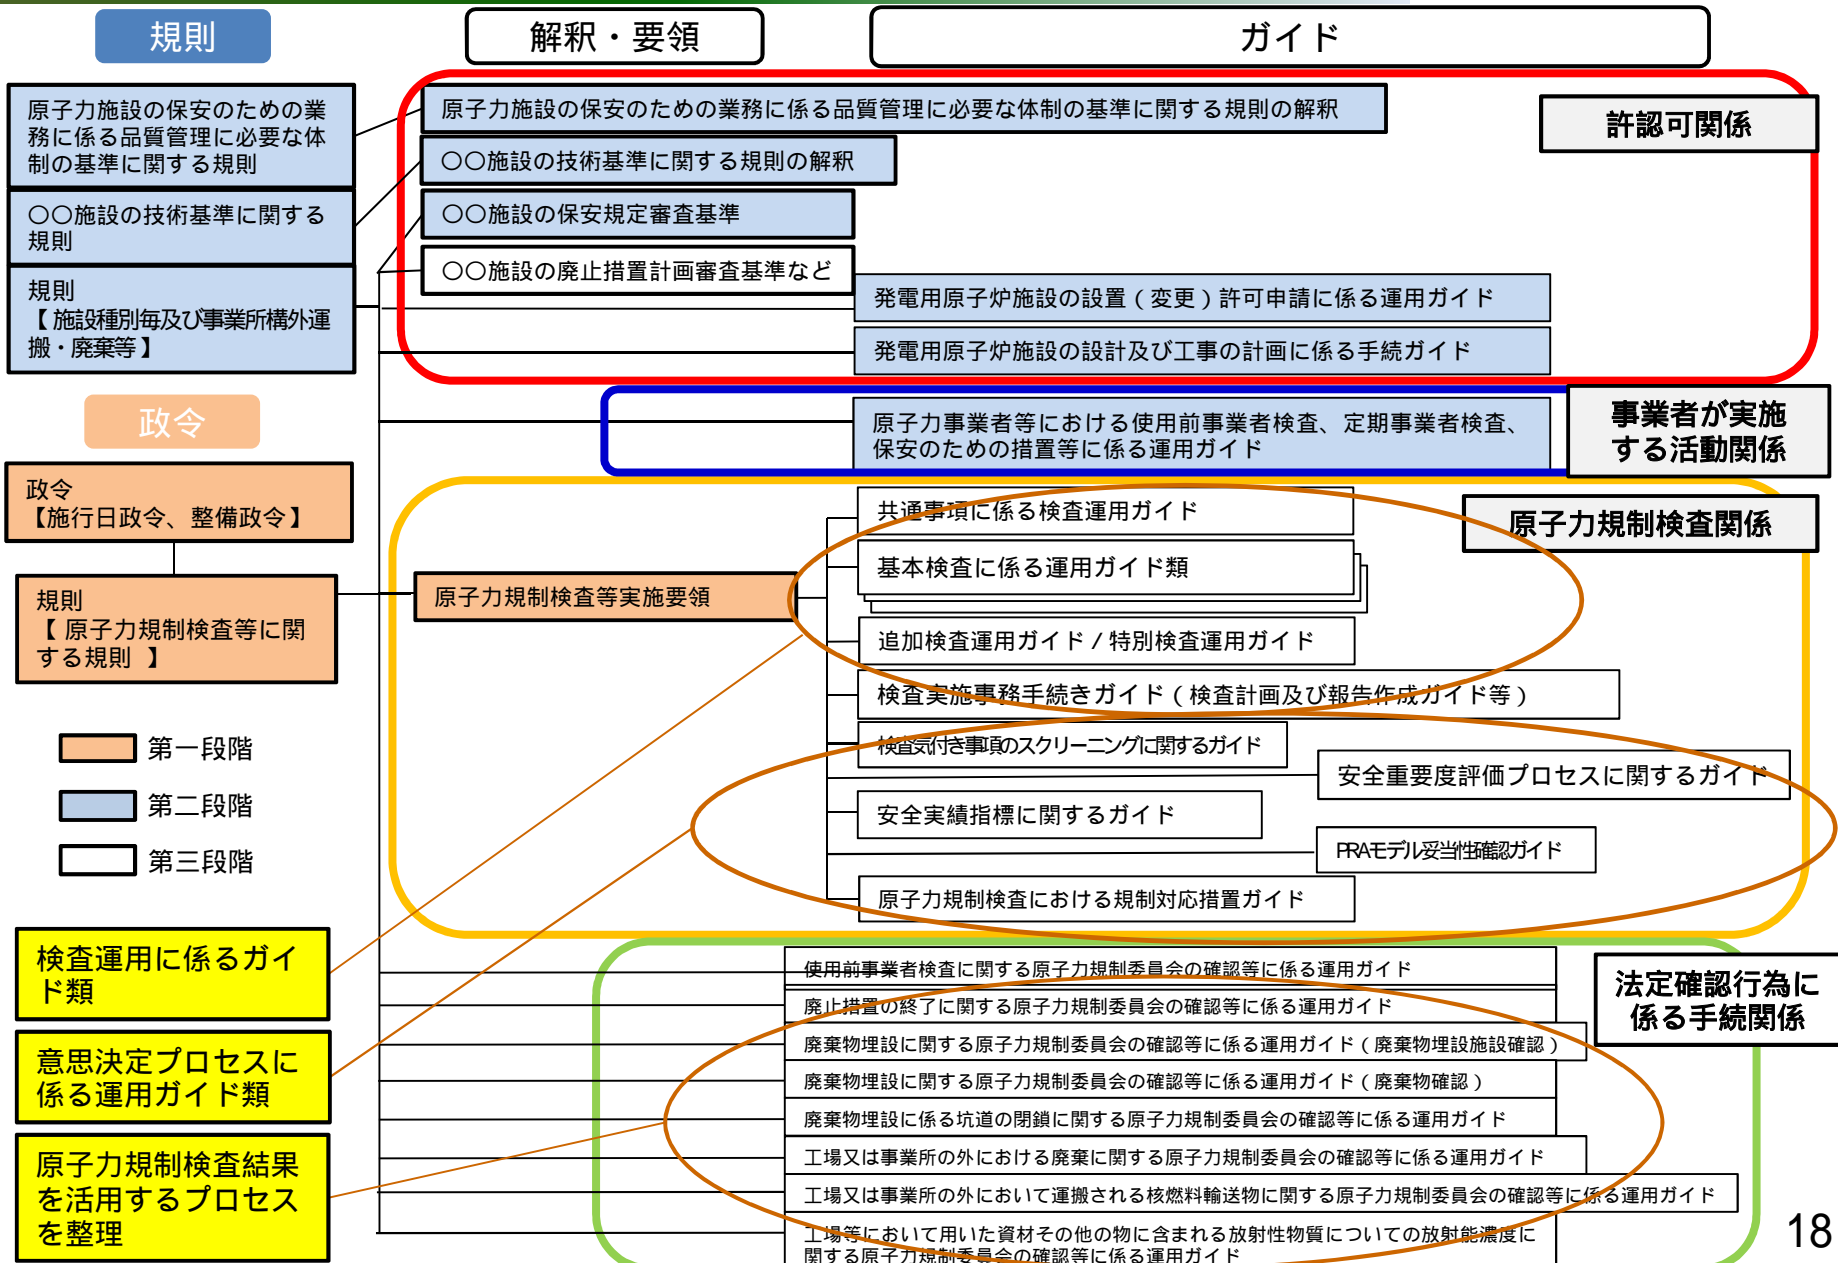 規則
解釈・要領
ガイド
原子力施設の保安のための業
務に係る品質管理に必要な体
制の基準に関する規則
〇〇施設の技術基準に関する
規則
規則
【施設種別毎及び事業所構外運
搬・廃棄等】
原子力施設の保安のための業務に係る品質管理に必要な体制の基準に関する規則の解釈
〇〇施設の技術基準に関する規則の解釈
〇〇施設の保安規定審査基準
〇〇施設の廃止措置計画審査基準など
発電用原子炉施設の設置（変更）許可申請に係る運用ガイド
発電用原子炉施設の設計及び工事の計画に係る手続ガイド
許認可関係
政令
原子力事業者等における使用前事業者検査、定期事業者検査、
保安のための措置等に係る運用ガイド
事業者が実施
する活動関係
政令
【施行日政令、整備政令】
規則
【原子力規制検査等に関
する規則 】
原子力規制検査等実施要領
共通事項に係る検査運用ガイド
基本検査に係る運用ガイド類
追加検査運用ガイド/特別検査運用ガイド
検査実施事務手続きガイド（検査計画及び報告作成ガイド等）
検査気付き事項のスクリーニングに関するガイド
安全重要度評価プロセスに関するガイド
安全実績指標に関するガイド
PRAモデル妥当性確認ガイド
原子力規制検査における規制対応措置ガイド
原子力規制検査関係
第一段階
第二段階
第三段階
検査運用に係るガイ
ド類
意思決定プロセスに
係る運用ガイド類
原子力規制検査結果
を活用するプロセス
を整理
使用前事業者検査に関する原子力規制委員会の確認等に係る運用ガイド
廃止措置の終了に関する原子力規制委員会の確認等に係る運用ガイド
廃棄物埋設に関する原子力規制委員会の確認等に係る運用ガイド（廃棄物埋設施設確認）
廃棄物埋設に関する原子力規制委員会の確認等に係る運用ガイド（廃棄物確認）
廃棄物埋設に係る坑道の閉鎖に関する原子力規制委員会の確認等に係る運用ガイド
工場又は事業所の外における廃棄に関する原子力規制委員会の確認等に係る運用ガイド
工場又は事業所の外において運搬される核燃料輸送物に関する原子力規制委員会の確認等に係る運用ガイド
工場等において用いた資材その他の物に含まれる放射性物質についての放射能濃度に
関する原子力規制委員会の確認等に係る運用ガイド
法定確認行為に
係る手続関係
18